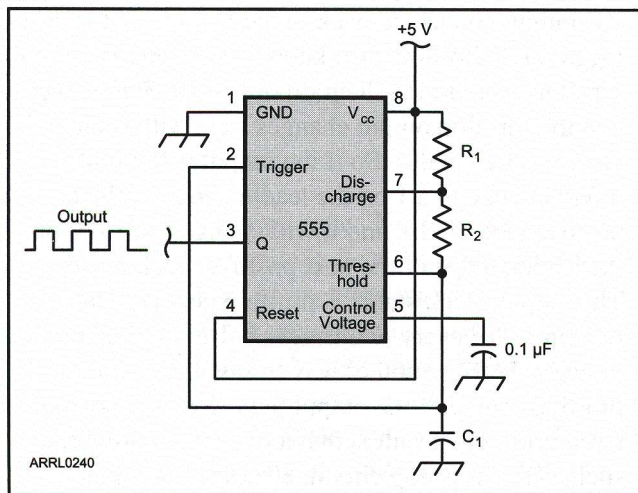 +5 V
1
GND
8
Vcc
R1
2
Trigger
7
Dis-
charge
Output
3
Q
555
R2
6
Thres-
hold
4
Reset
5
Control
Voltage
0.1 µF
C1
ARRL0240